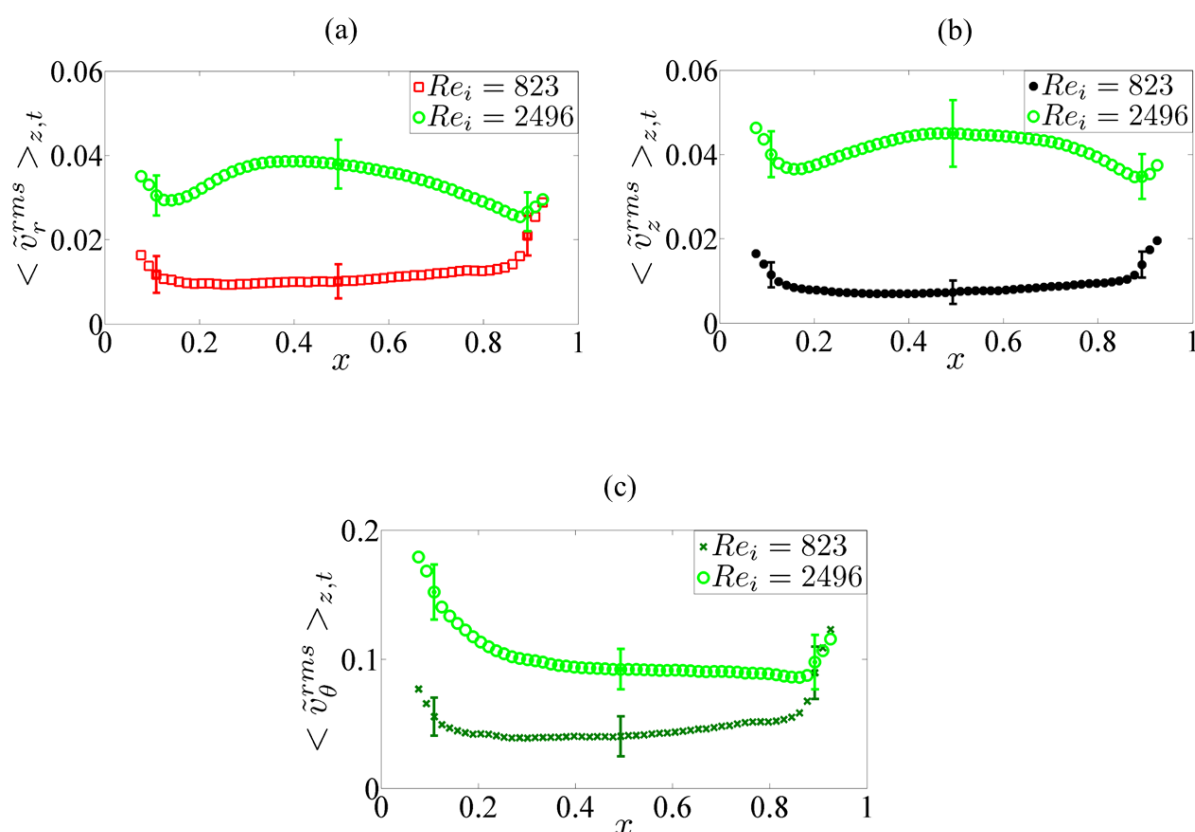 (a)
0.06
0.04
0.02
0
< ṽ_r^{rms} >_{z,t}
Re_i = 823
Re_i = 2496
0 0.2 0.4 0.6 0.8 1
x
(b)
0.06
0.04
0.02
0
< ṽ_z^{rms} >_{z,t}
Re_i = 823
Re_i = 2496
0 0.2 0.4 0.6 0.8 1
x
(c)
0.2
0.1
0
< ṽ_θ^{rms} >_{z,t}
Re_i = 823
Re_i = 2496
0 0.2 0.4 0.6 0.8 1
x